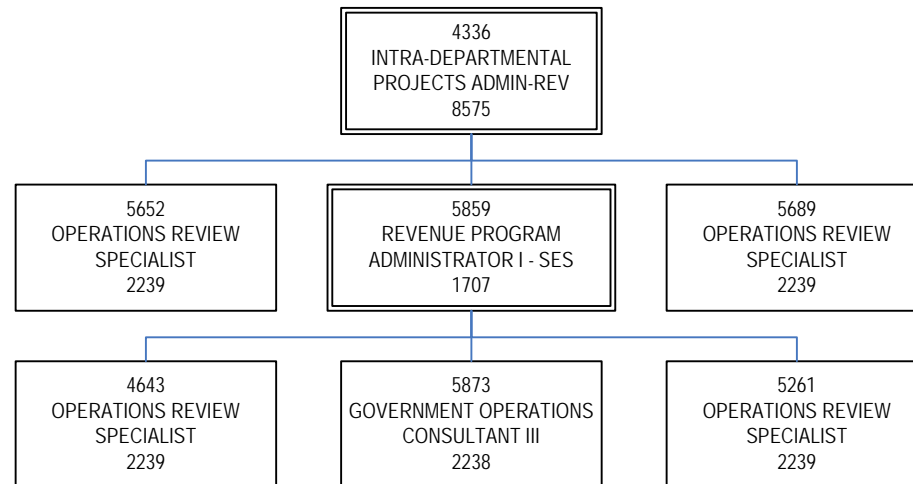 4336
INTRA-DEPARTMENTAL
PROJECTS ADMIN-REV
8575
5652
OPERATIONS REVIEW
SPECIALIST
2239
5859
REVENUE PROGRAM
ADMINISTRATOR I - SES
1707
5689
OPERATIONS REVIEW
SPECIALIST
2239
4643
OPERATIONS REVIEW
SPECIALIST
2239
5873
GOVERNMENT OPERATIONS
CONSULTANT III
2238
5261
OPERATIONS REVIEW
SPECIALIST
2239